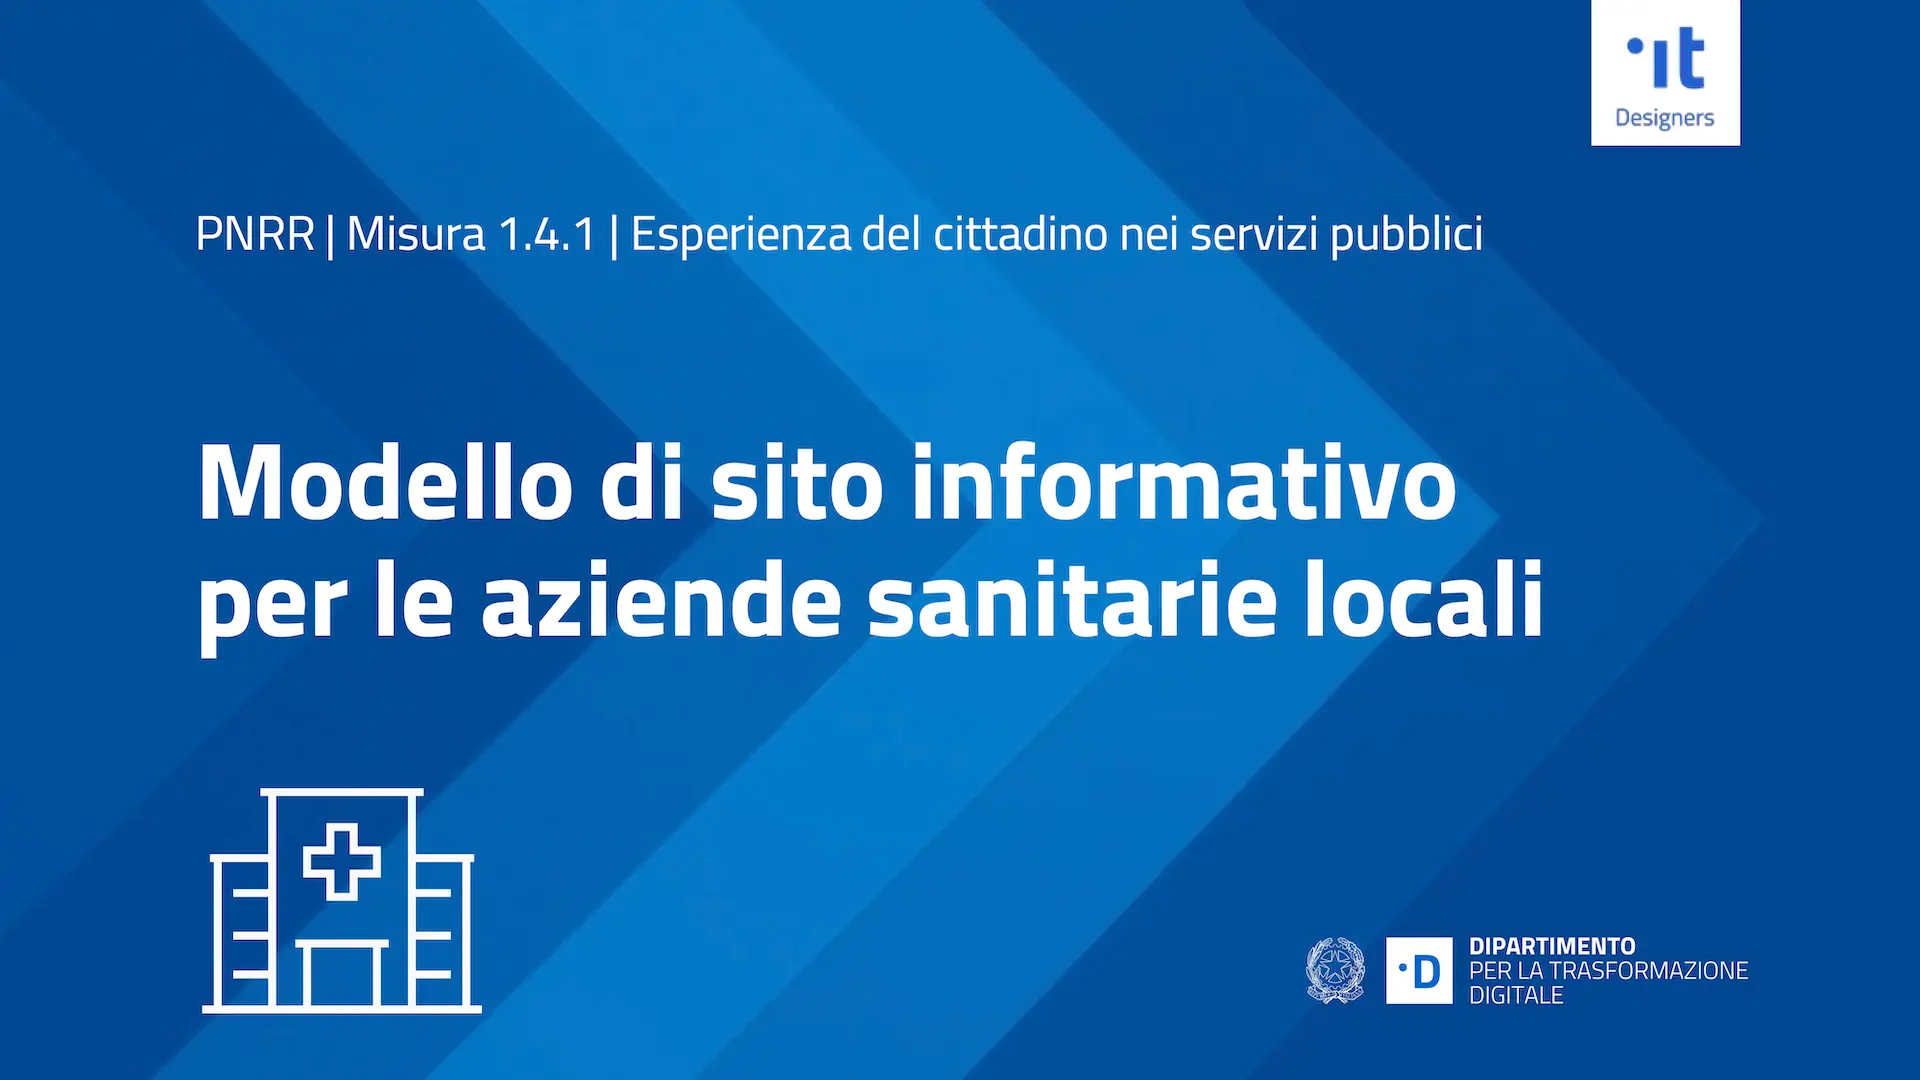 it
Designers
PNRR | Misura 1.4.1 | Esperienza del cittadino nei servizi pubblici
Modello di sito informativo
per le aziende sanitarie locali
D
DIPARTIMENTO
PER LA TRASFORMAZIONE
DIGITALE